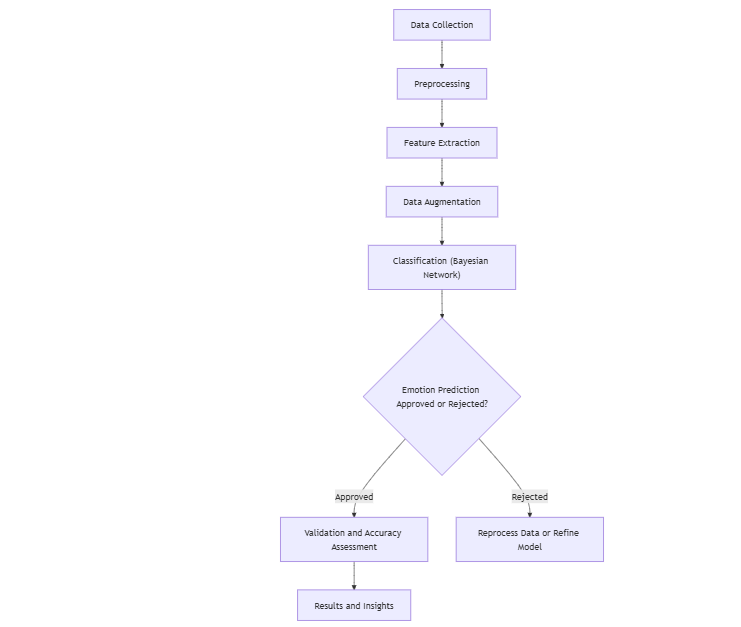 Data Collection
Preprocessing
Feature Extraction
Data Augmentation
Classification (Bayesian
Network)
Emotion Prediction
Approved or Rejected?
Approved
Rejected
Validation and Accuracy
Assessment
Reprocess Data or Refine
Model
Results and Insights